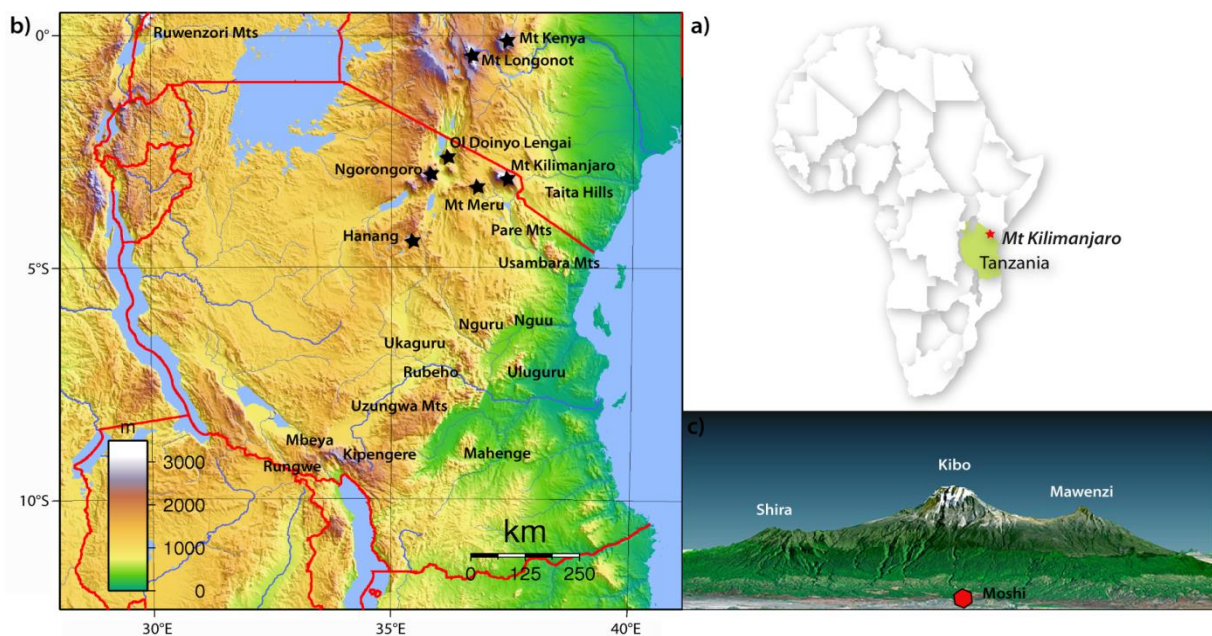 b)
0°
Ruwenzori Mts
Mt Kenya
Mt Longonot
Ol Doinyo Lengai
Ngorongoro
Mt Kilimanjaro
Taita Hills
Mt Meru
Hanang
Pare Mts
Usambara Mts
5°S
Nguru
Nguu
Ukaguru
Rubeho
Uluguru
Uzungwa Mts
m
3000
2000
1000
0
Mbeya
Rungwe
Kipengere
Mahenge
10°S
km
0 125 250
30°E
35°E
40°E
a)
Mt Kilimanjaro
Tanzania
c)
Kibo
Shira
Mawenzi
Moshi